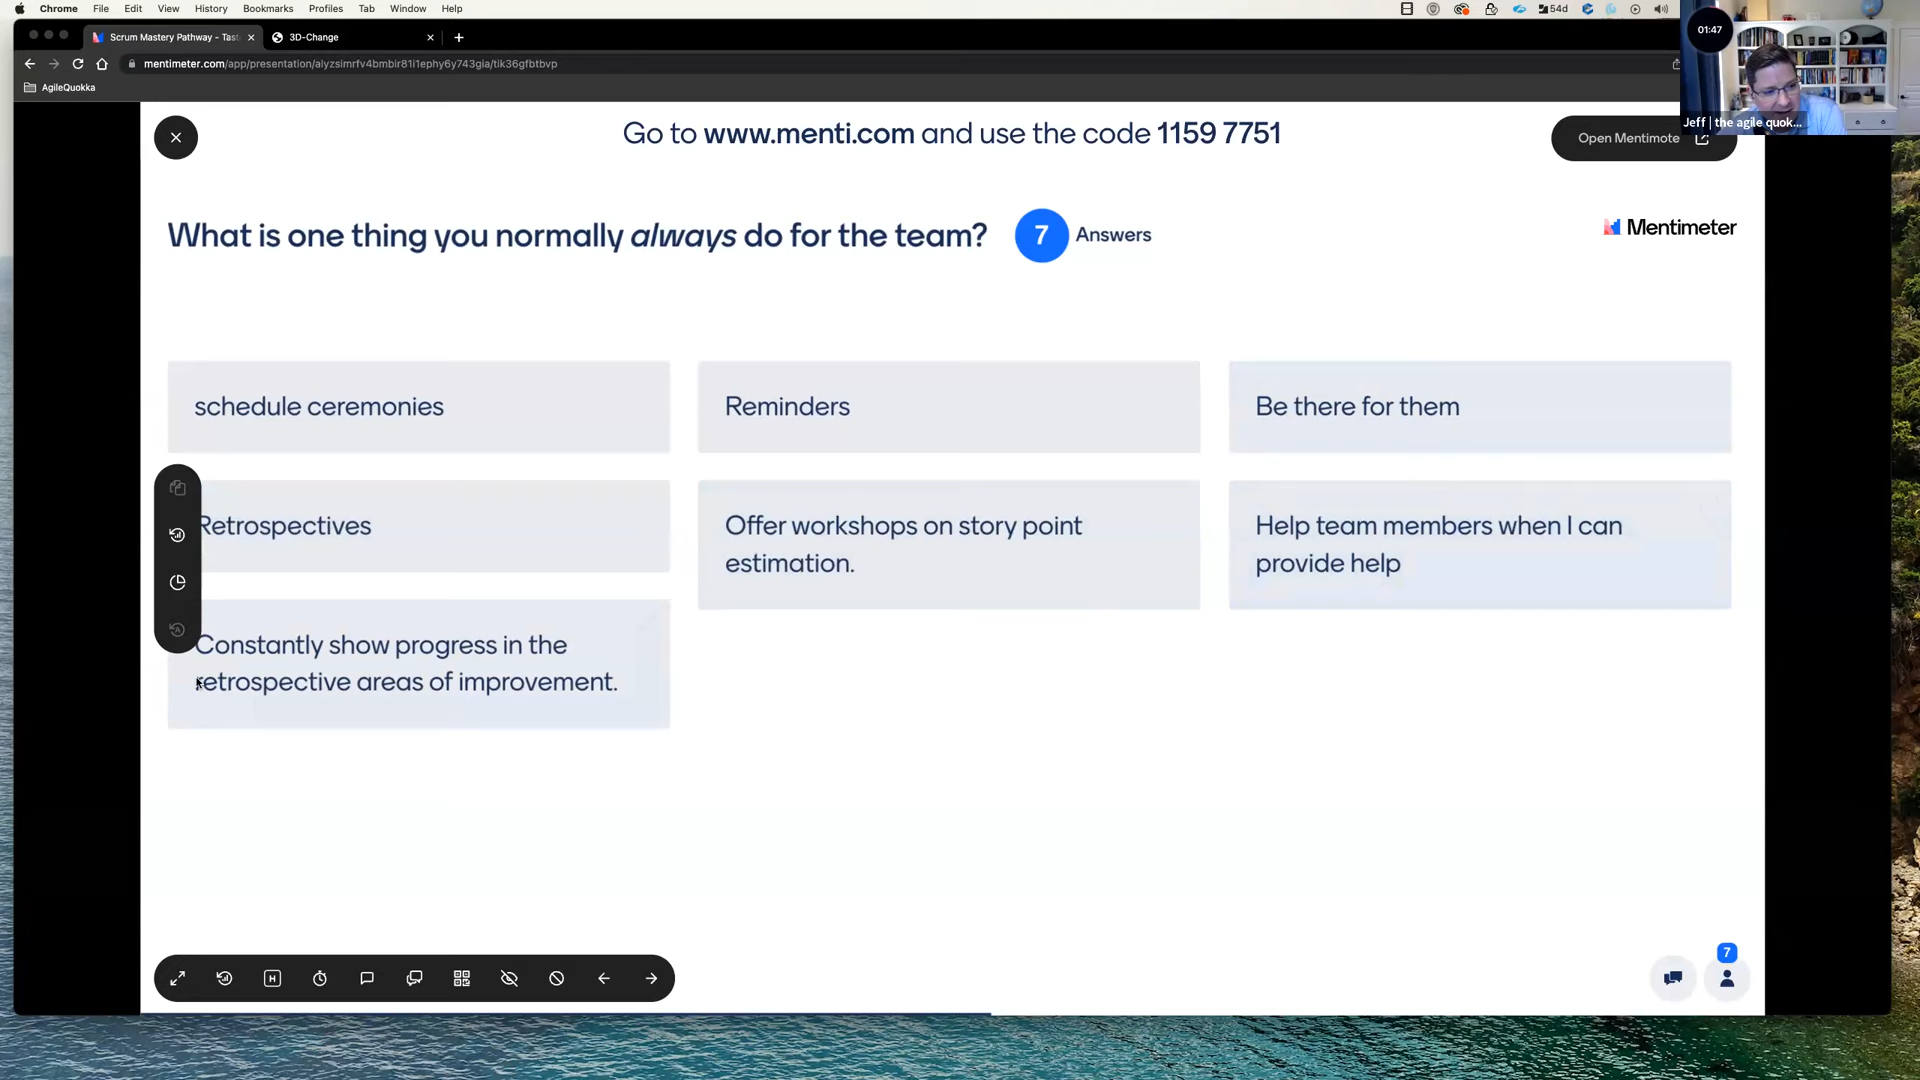 Chrome File Edit View History Bookmarks Profiles Tab Window Help
54d
Scrum Mastery Pathway - Tast
3D-Change
mentimeter.com/app/presentation/alyzsimrfv4bmbir81i1ephy6y743gia/tik36gfbtbvp
AgileQuokka
01:47
Jeff | the agile quok...
Go to www.menti.com and use the code 1159 7751
Open Mentimote
What is one thing you normally always do for the team?
7 Answers
Mentimeter
schedule ceremonies
Reminders
Be there for them
Retrospectives
Offer workshops on story point
estimation.
Help team members when I can
provide help
Constantly show progress in the
retrospective areas of improvement.
H
7